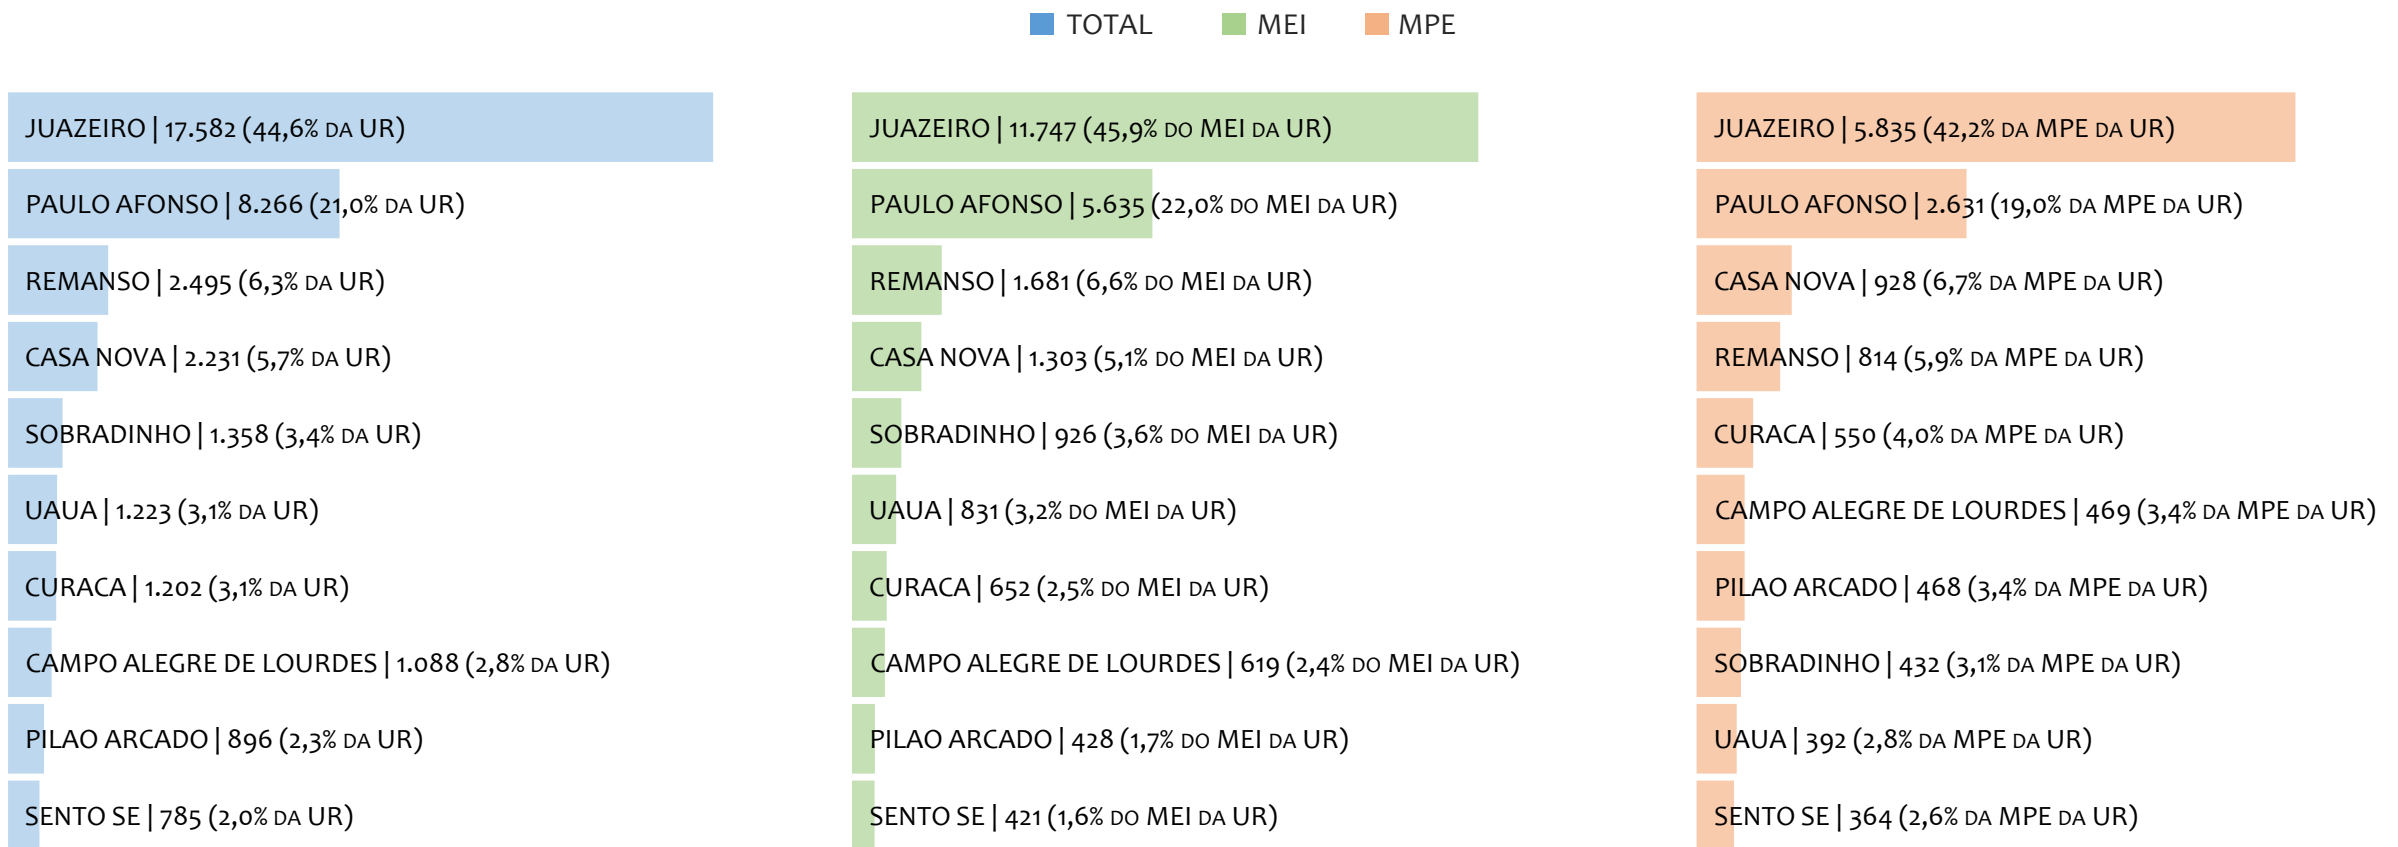 TOTAL MEI MPE
JUAZEIRO | 17.582 (44,6% DA UR)
PAULO AFONSO | 8.266 (21,0% DA UR)
REMANSO | 2.495 (6,3% DA UR)
CASA NOVA | 2.231 (5,7% DA UR)
SOBRADINHO | 1.358 (3,4% DA UR)
UAUA | 1.223 (3,1% DA UR)
CURACA | 1.202 (3,1% DA UR)
CAMPO ALEGRE DE LOURDES | 1.088 (2,8% DA UR)
PILAO ARCADO | 896 (2,3% DA UR)
SENTO SE | 785 (2,0% DA UR)
JUAZEIRO | 11.747 (45,9% DO MEI DA UR)
PAULO AFONSO | 5.635 (22,0% DO MEI DA UR)
REMANSO | 1.681 (6,6% DO MEI DA UR)
CASA NOVA | 1.303 (5,1% DO MEI DA UR)
SOBRADINHO | 926 (3,6% DO MEI DA UR)
UAUA | 831 (3,2% DO MEI DA UR)
CURACA | 652 (2,5% DO MEI DA UR)
CAMPO ALEGRE DE LOURDES | 619 (2,4% DO MEI DA UR)
PILAO ARCADO | 428 (1,7% DO MEI DA UR)
SENTO SE | 421 (1,6% DO MEI DA UR)
JUAZEIRO | 5.835 (42,2% DA MPE DA UR)
PAULO AFONSO | 2.631 (19,0% DA MPE DA UR)
CASA NOVA | 928 (6,7% DA MPE DA UR)
REMANSO | 814 (5,9% DA MPE DA UR)
CURACA | 550 (4,0% DA MPE DA UR)
CAMPO ALEGRE DE LOURDES | 469 (3,4% DA MPE DA UR)
PILAO ARCADO | 468 (3,4% DA MPE DA UR)
SOBRADINHO | 432 (3,1% DA MPE DA UR)
UAUA | 392 (2,8% DA MPE DA UR)
SENTO SE | 364 (2,6% DA MPE DA UR)